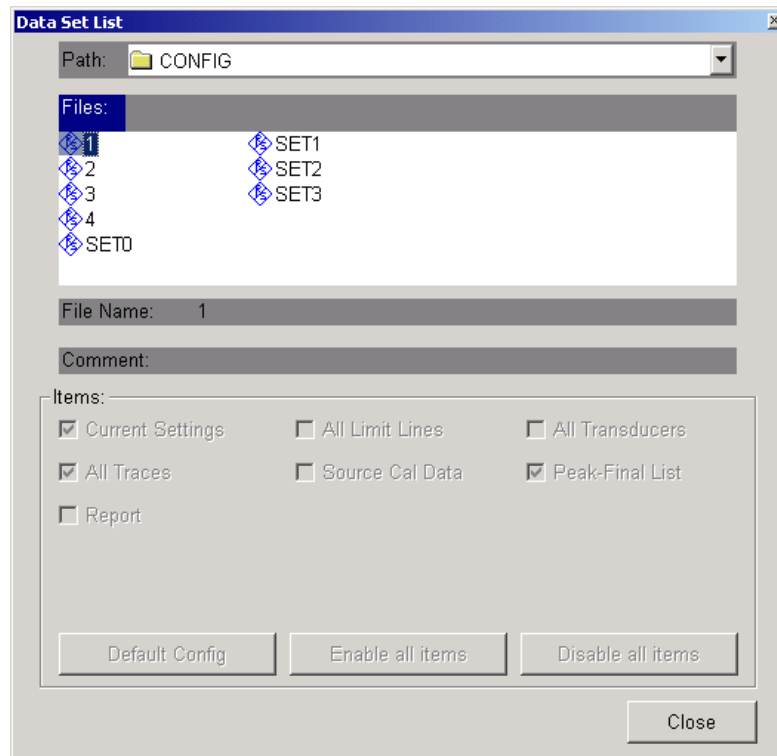 Data Set List
Path: CONFIG
Files:
1 SET1
2 SET2
3 SET3
4
SET0
File Name: 1
Comment:
Items:
Current Settings All Limit Lines All Transducers
All Traces Source Cal Data Peak-Final List
Report
Default Config Enable all items Disable all items
Close